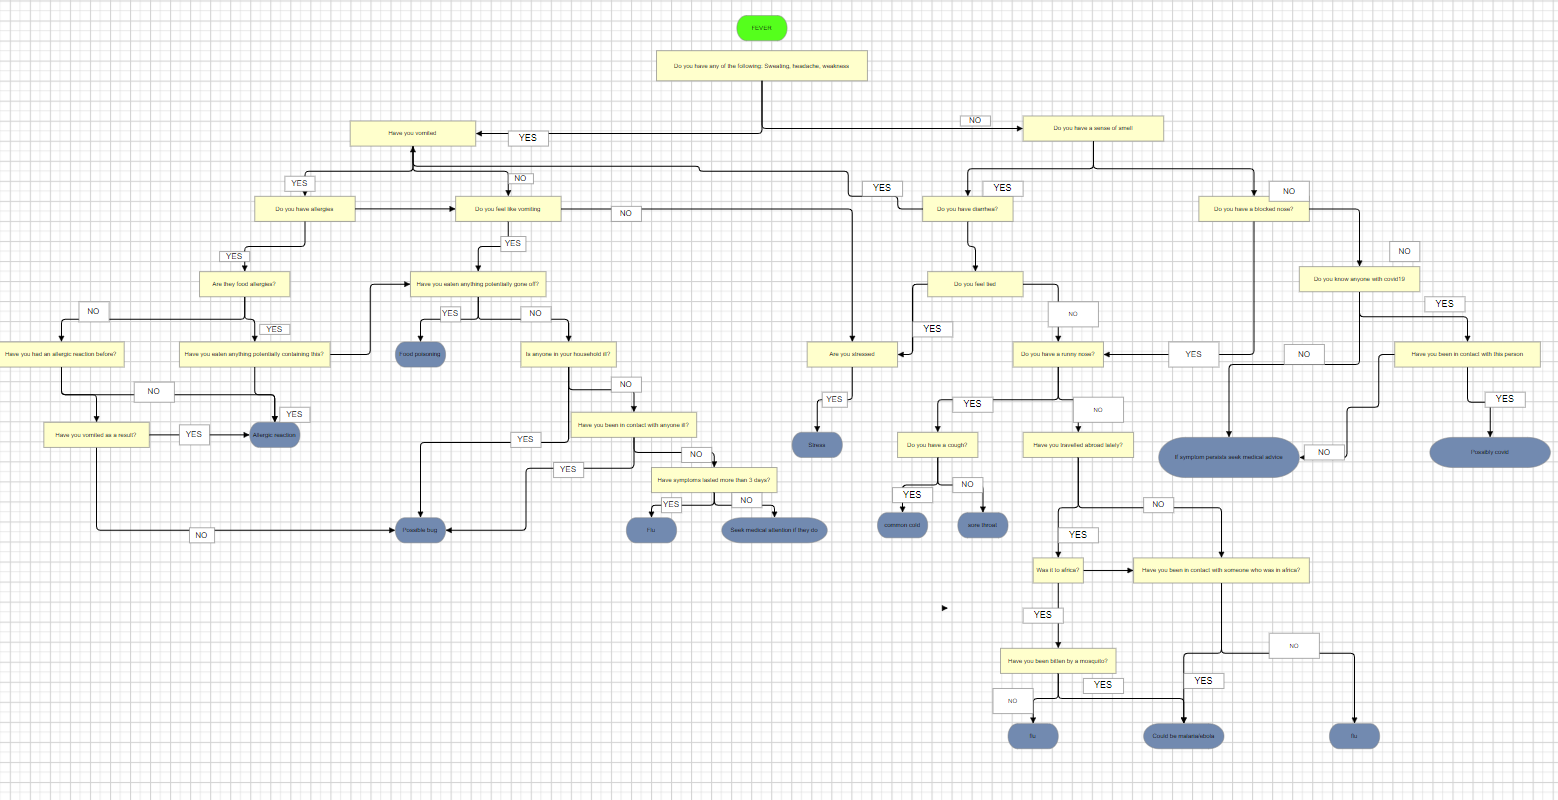 FEVER
Do you have any of the following. Sweating, headache, weakness
NO
Have you vomited
YES
Do you have a sense of smell
YES
NO
YES
YES
NO
Do you have allergies
Do you feel like vomiting
NO
Do you have diarrhea?
Do you have a blocked nose?
YES
YES
NO
Are they food allergies?
Have you eaten anything potentially gone off?
Do you feel tied
Do you know anyone with covid19
NO
YES
NO
NO
YES
YES
YES
Have you had an allergic reaction before?
Have you eaten anything potentially containing this?
Food poisoning
Is anyone in your household ill?
Are you stressed
Do you have a runny nose?
YES
NO
Have you been in contact with this person
NO
NO
YES
YES
NO
YES
YES
Have you been in contact with anyone ill?
Have you vomited as a result?
YES
Allergic reaction
YES
Stress
Do you have a cough?
Have you travelled abroad lately?
NO
If symptom persists seek medical advice
NO
Possibly covid
YES
Have symptoms lasted more than 3 days?
YES
NO
YES
NO
NO
NO
Possible bug
Flu
Seek medical attention if they do
common cold
sore throat
YES
Was it to africa?
Have you been in contact with someone who was in africa?
YES
NO
Have you been bitten by a mosquito?
YES
YES
NO
flu
Could be malaria/ebola
flu